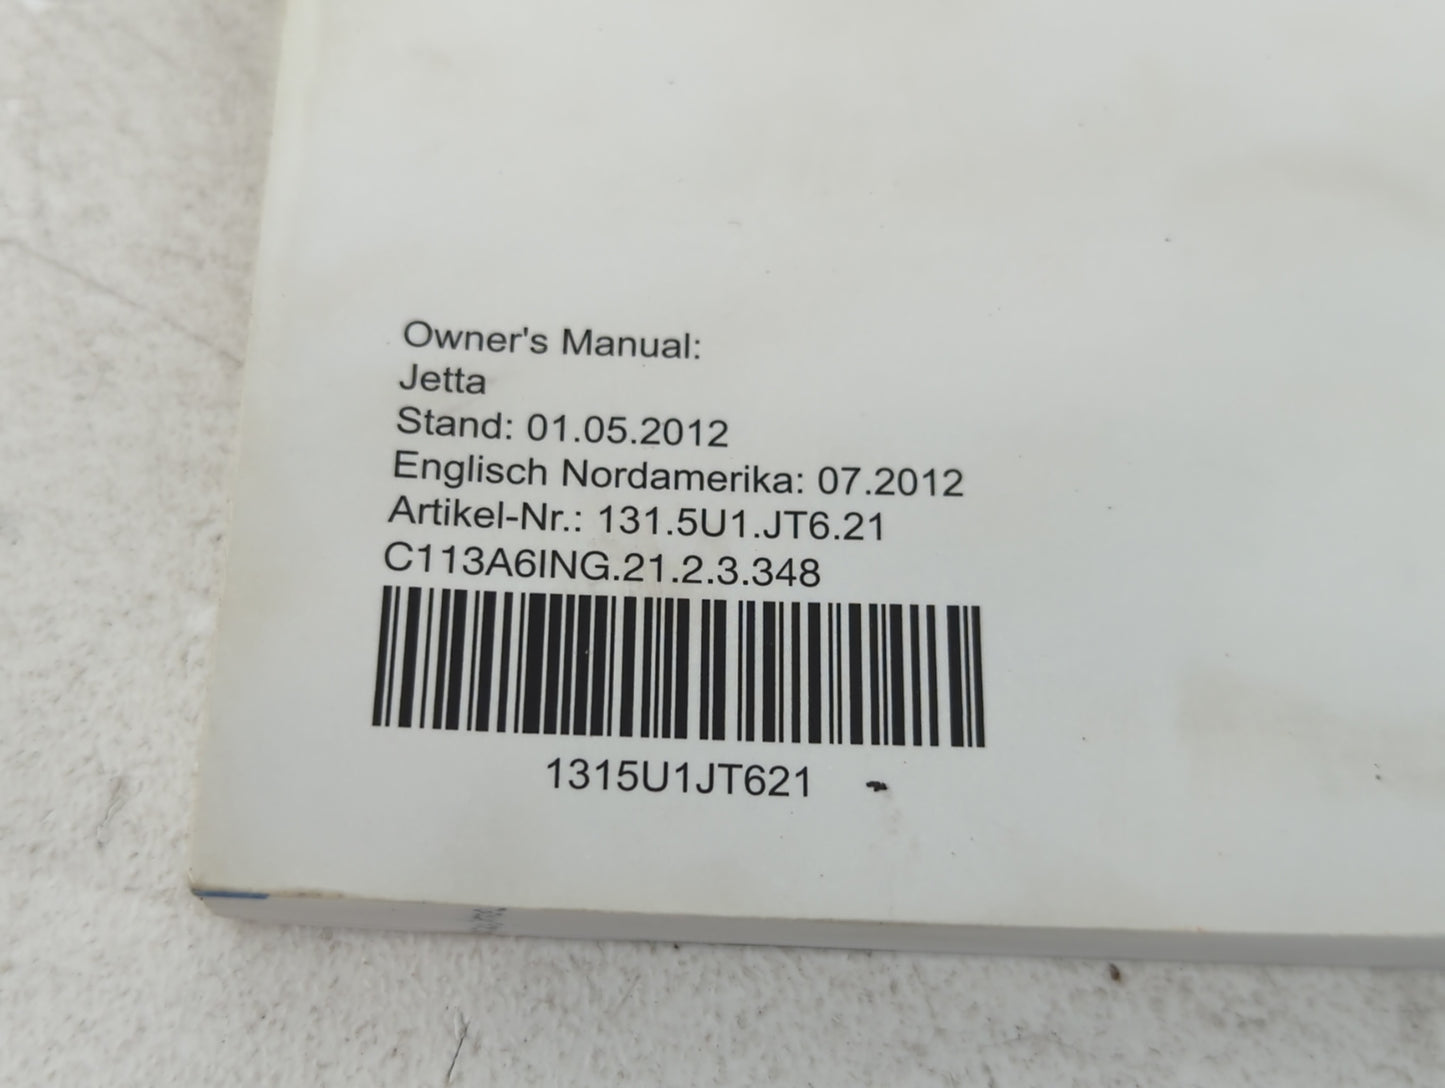 Owner's Manual:
Jetta
Stand: 01.05.2012
Englisch Nordamerika: 07.2012
Artikel-Nr.: 131.5U1.JT6.21
C113A6ING.21.2.3.348
1315U1JT621